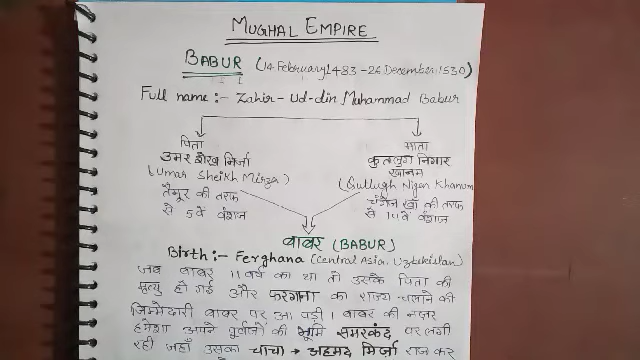 MUGHAL EMPIRE
BABUR (14 February 1483 - 26 December 1530)
Full name :- Zahir-Ud-din Muhammad Babur
पिता माता
उमर शेख मिर्जा कुतलुग निगार
खानम
(Umar Sheikh Mirza) (Qutlugh Nigar Khanum)
तैमूर की तरफ चंगेज खाँ की तरफ
से 5वें वंशज से 14वें वंशज
बाबर (BABUR)
Birth :- Ferghana (Central Asia, Uzbekistan)
जब बाबर 11 वर्ष का था तो उसके पिता की
मृत्यु हो गई और फरगना का राज्य चलाने की
जिम्मेदारी बाबर पर आ पड़ी। बाबर की नजर
हमेशा अपने पूर्वजों की भूमि समरकंद पर लगी
रही जहाँ उसका चाचा → अहमद मिर्जा राज कर